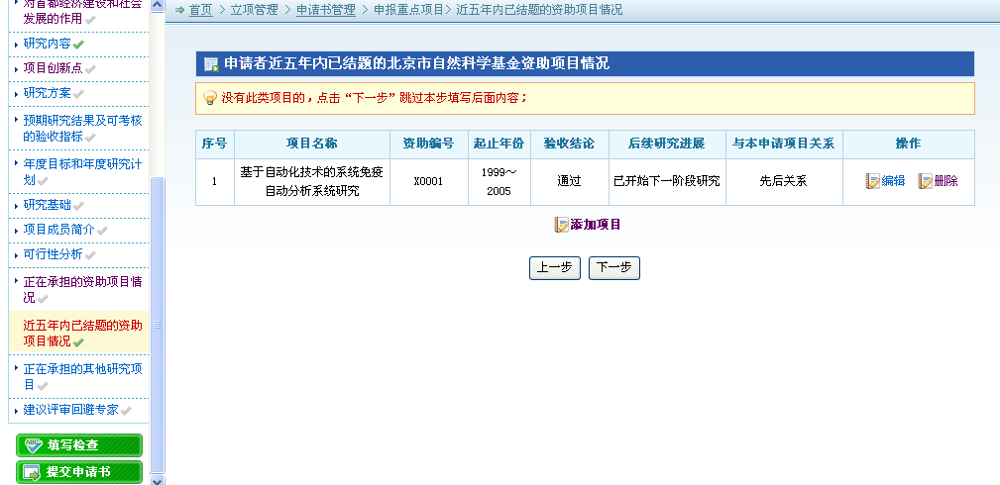 对首都经济建设和社会
发展的作用
研究内容
项目创新点
研究方案
预期研究结果及可考核
的验收指标
年度目标和年度研究计
划
研究基础
项目成员简介
可行性分析
正在承担的资助项目情
况
近五年内已结题的资助
项目情况
正在承担的其他研究项
目
建议评审回避专家
填写检查
提交申请书
首页 > 立项管理 > 申请书管理 > 申报重点项目> 近五年内已结题的资助项目情况
申请者近五年内已结题的北京市自然科学基金资助项目情况
没有此类项目的，点击“下一步”跳过本步填写后面内容；
序号 项目名称 资助编号 起止年份 验收结论 后续研究进展 与本申请项目关系 操作
1 基于自动化技术的系统免疫 X0001 1999～ 通过 已开始下一阶段研究 先后关系 编辑 删除
自动分析系统研究 2005
添加项目
上一步 下一步